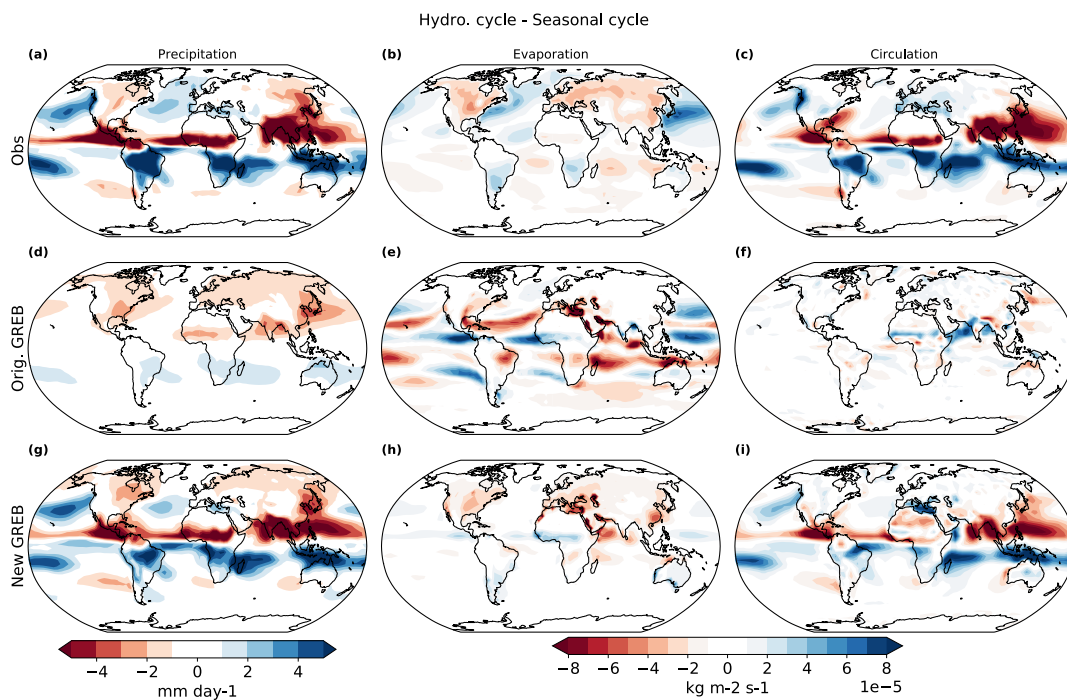 Hydro. cycle - Seasonal cycle
(a) Precipitation
(b) Evaporation
(c) Circulation
Obs
(d)
(e)
(f)
Orig. GREB
(g)
(h)
(i)
New GREB
−4 −2 0 2 4
mm day-1
−8 −6 −4 −2 0 2 4 6 8
1e−5
kg m-2 s-1